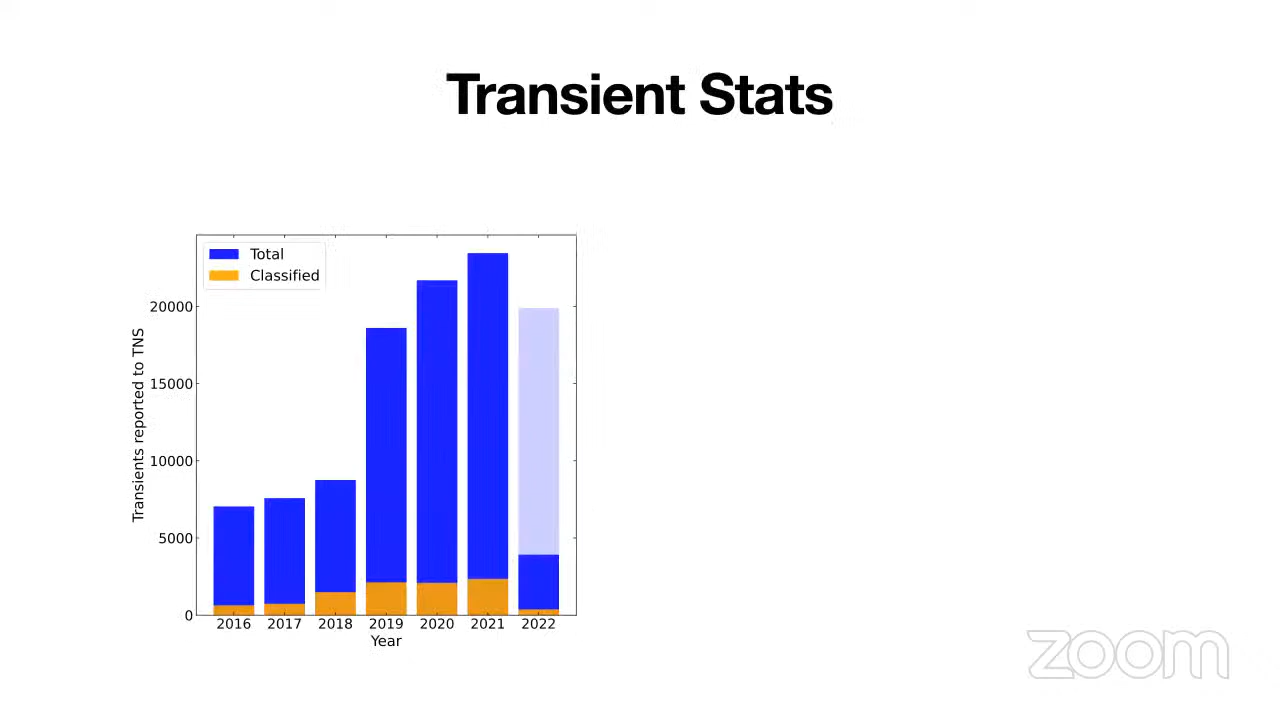 Transient Stats
Total
Classified
20000
15000
10000
5000
0
Transients reported to TNS
2016 2017 2018 2019 2020 2021 2022
Year
zoom